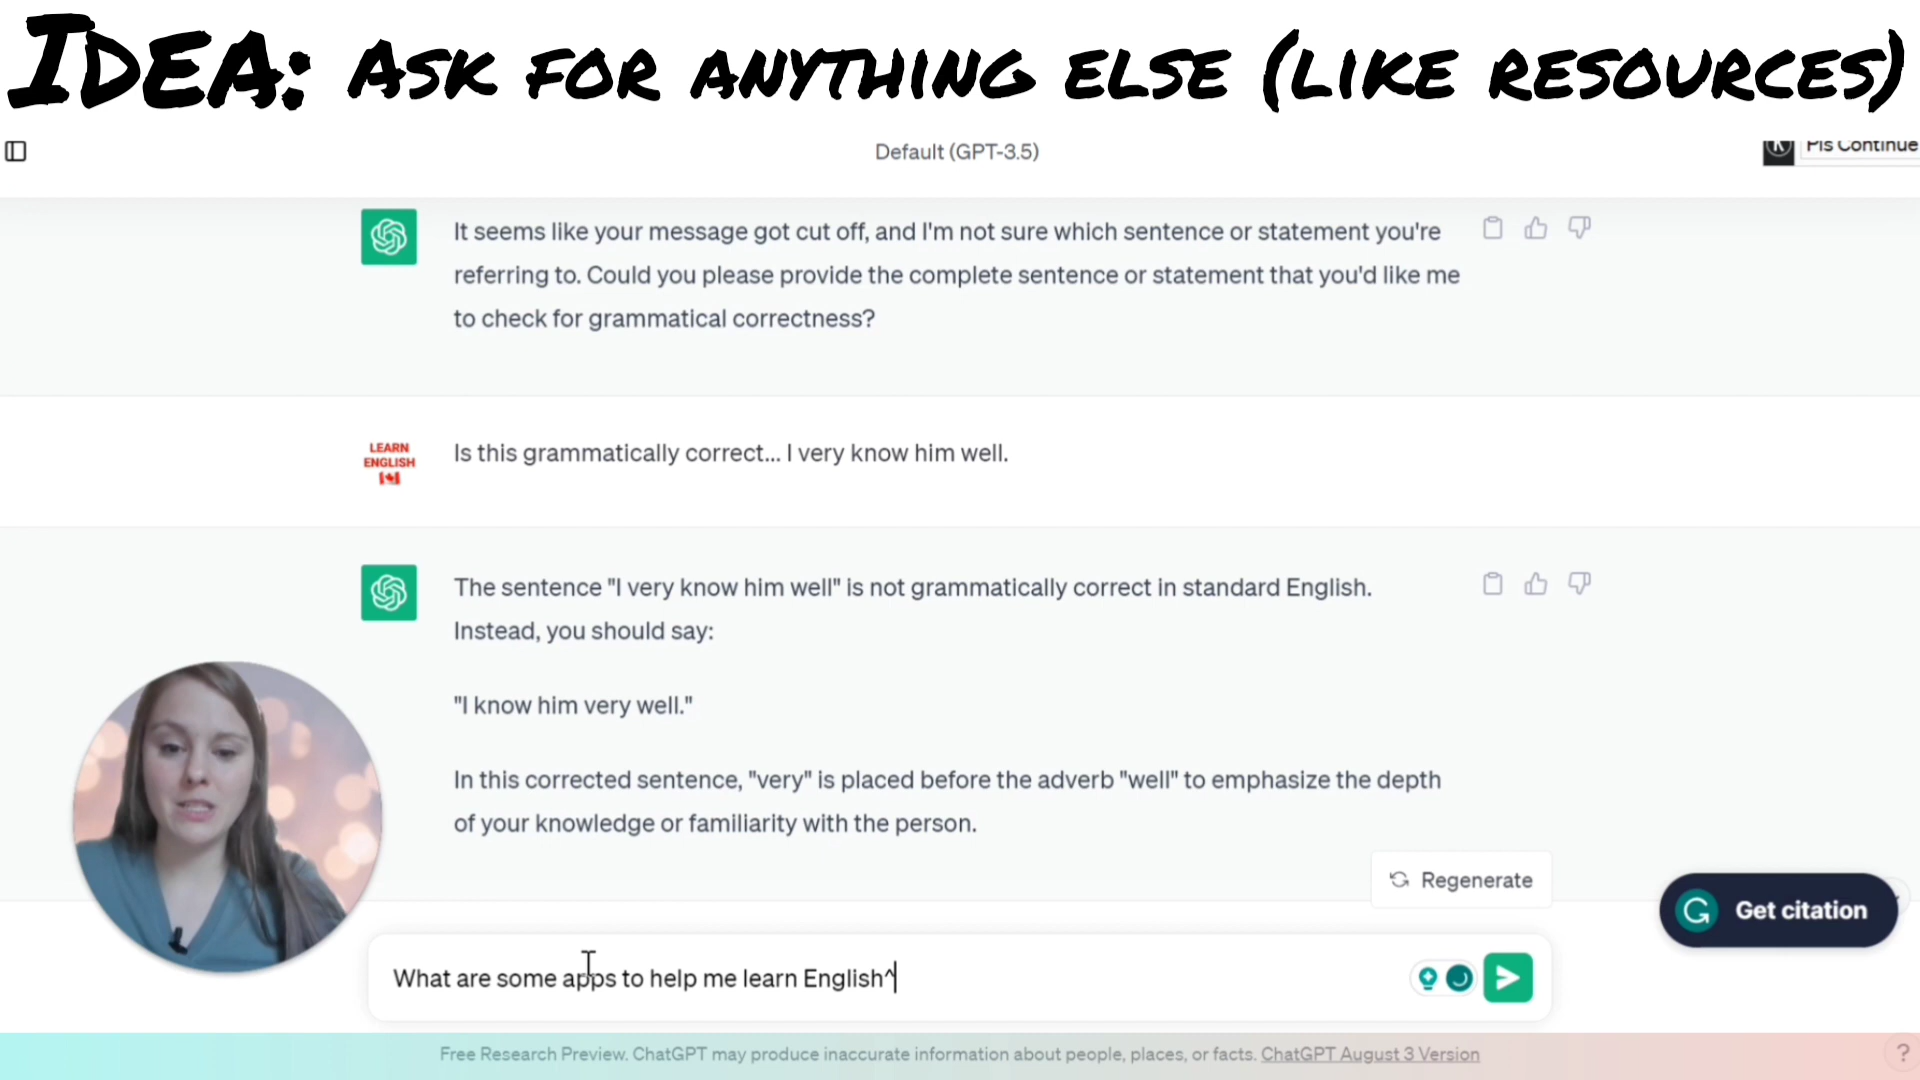 IDEA: ASK FOR ANYTHING ELSE (LIKE RESOURCES)
Default (GPT-3.5)
Pls Continue
It seems like your message got cut off, and I'm not sure which sentence or statement you're
referring to. Could you please provide the complete sentence or statement that you'd like me
to check for grammatical correctness?
LEARN
ENGLISH
Is this grammatically correct... I very know him well.
The sentence "I very know him well" is not grammatically correct in standard English.
Instead, you should say:
"I know him very well."
In this corrected sentence, "very" is placed before the adverb "well" to emphasize the depth
of your knowledge or familiarity with the person.
Regenerate
Get citation
What are some apps to help me learn English^
Free Research Preview. ChatGPT may produce inaccurate information about people, places, or facts. ChatGPT August 3 Version
?